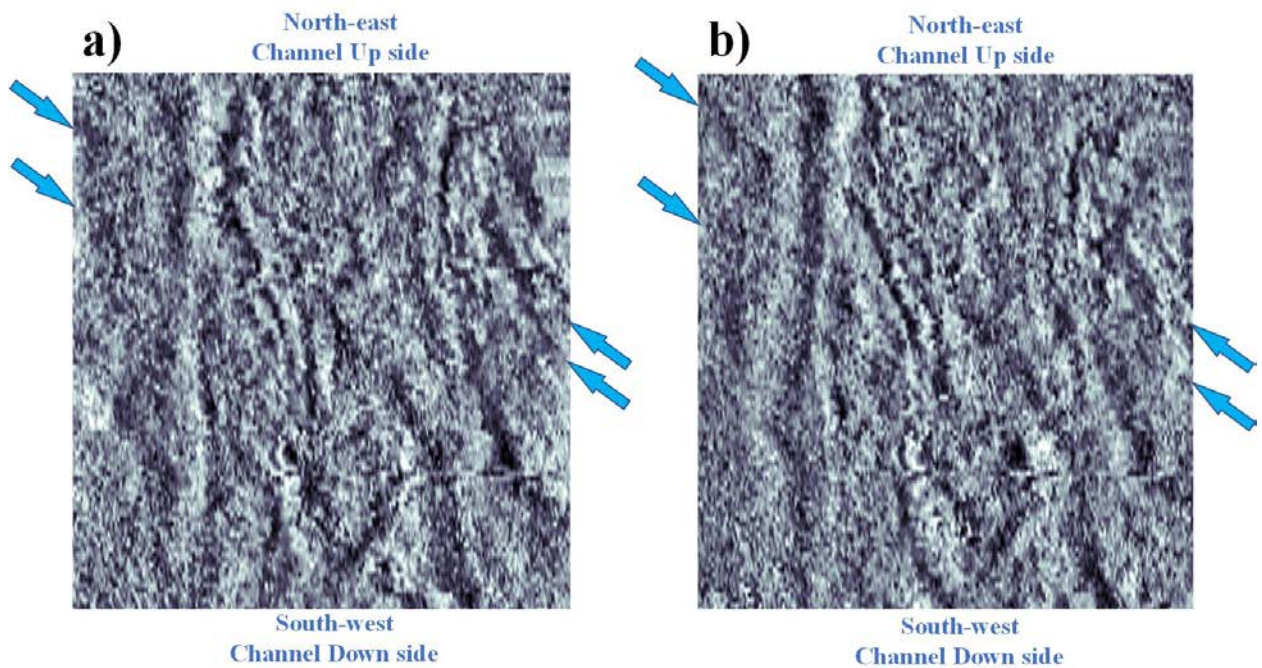 a)
North-east
Channel Up side
South-west
Channel Down side
b)
North-east
Channel Up side
South-west
Channel Down side